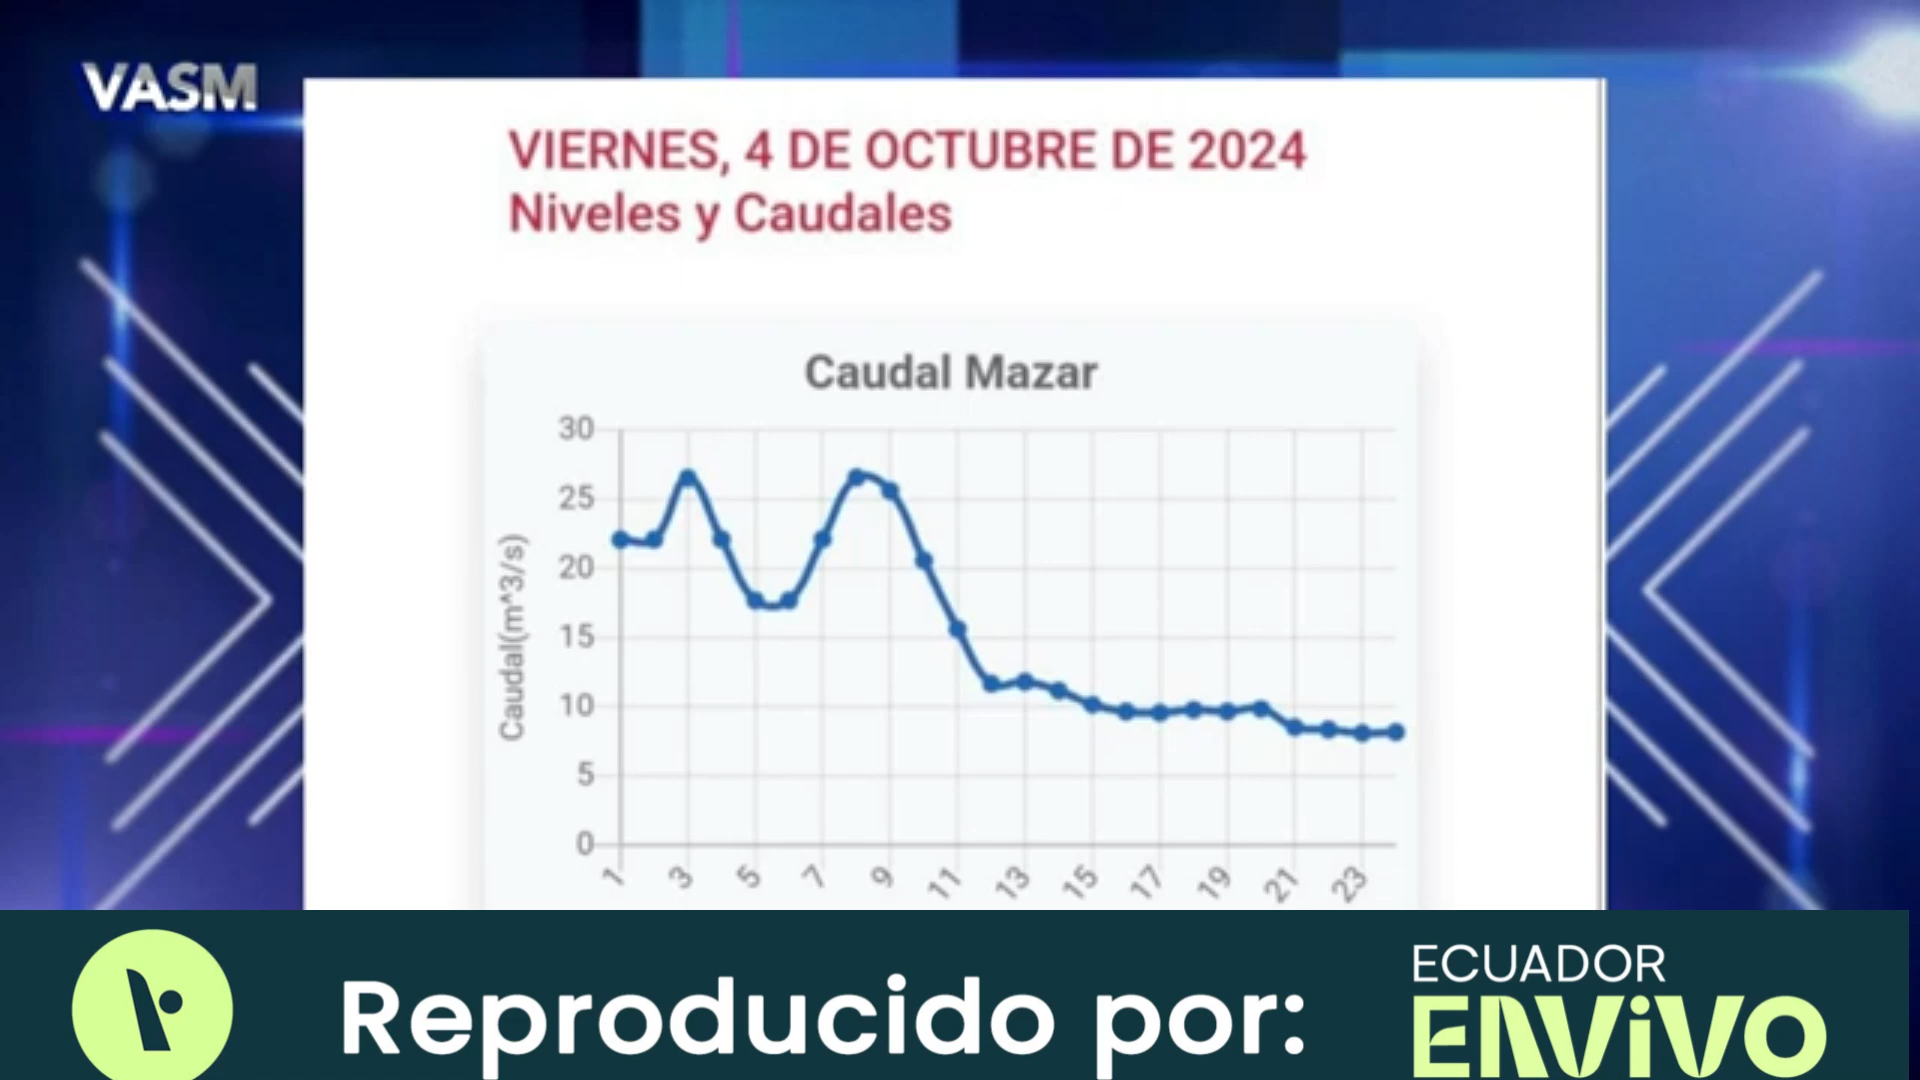 VASM
VIERNES, 4 DE OCTUBRE DE 2024
Niveles y Caudales
Caudal Mazar
Caudal(m^3/s)
30
25
20
15
10
5
0
1 3 5 7 9 11 13 15 17 19 21 23
Reproducido por:
ECUADOR
ENViVO